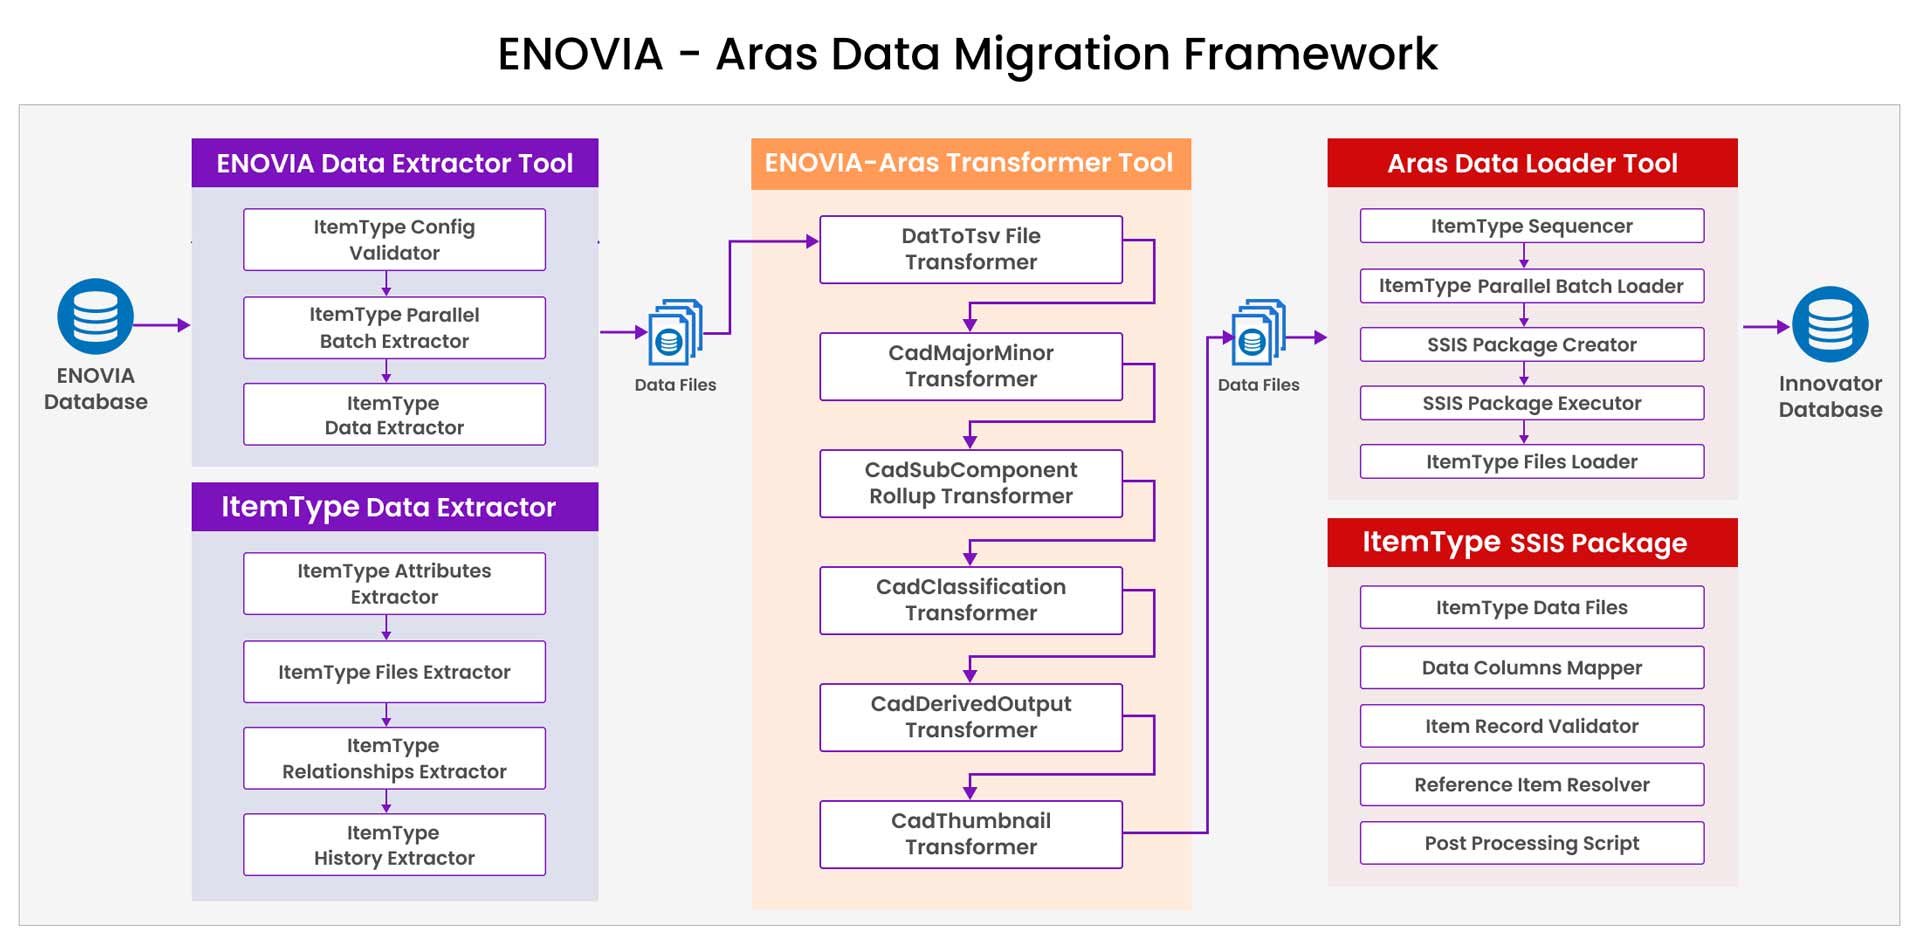 ENOVIA - Aras Data Migration Framework
ENOVIA
Database
ENOVIA Data Extractor Tool
ItemType Config
Validator
ItemType Parallel
Batch Extractor
ItemType
Data Extractor
ItemType Data Extractor
ItemType Attributes
Extractor
ItemType Files Extractor
ItemType
Relationships Extractor
ItemType
History Extractor
Data Files
ENOVIA-Aras Transformer Tool
DatToTsv File
Transformer
CadMajorMinor
Transformer
CadSubComponent
Rollup Transformer
CadClassification
Transformer
CadDerivedOutput
Transformer
CadThumbnail
Transformer
Data Files
Aras Data Loader Tool
ItemType Sequencer
ItemType Parallel Batch Loader
SSIS Package Creator
SSIS Package Executor
ItemType Files Loader
ItemType SSIS Package
ItemType Data Files
Data Columns Mapper
Item Record Validator
Reference Item Resolver
Post Processing Script
Innovator
Database